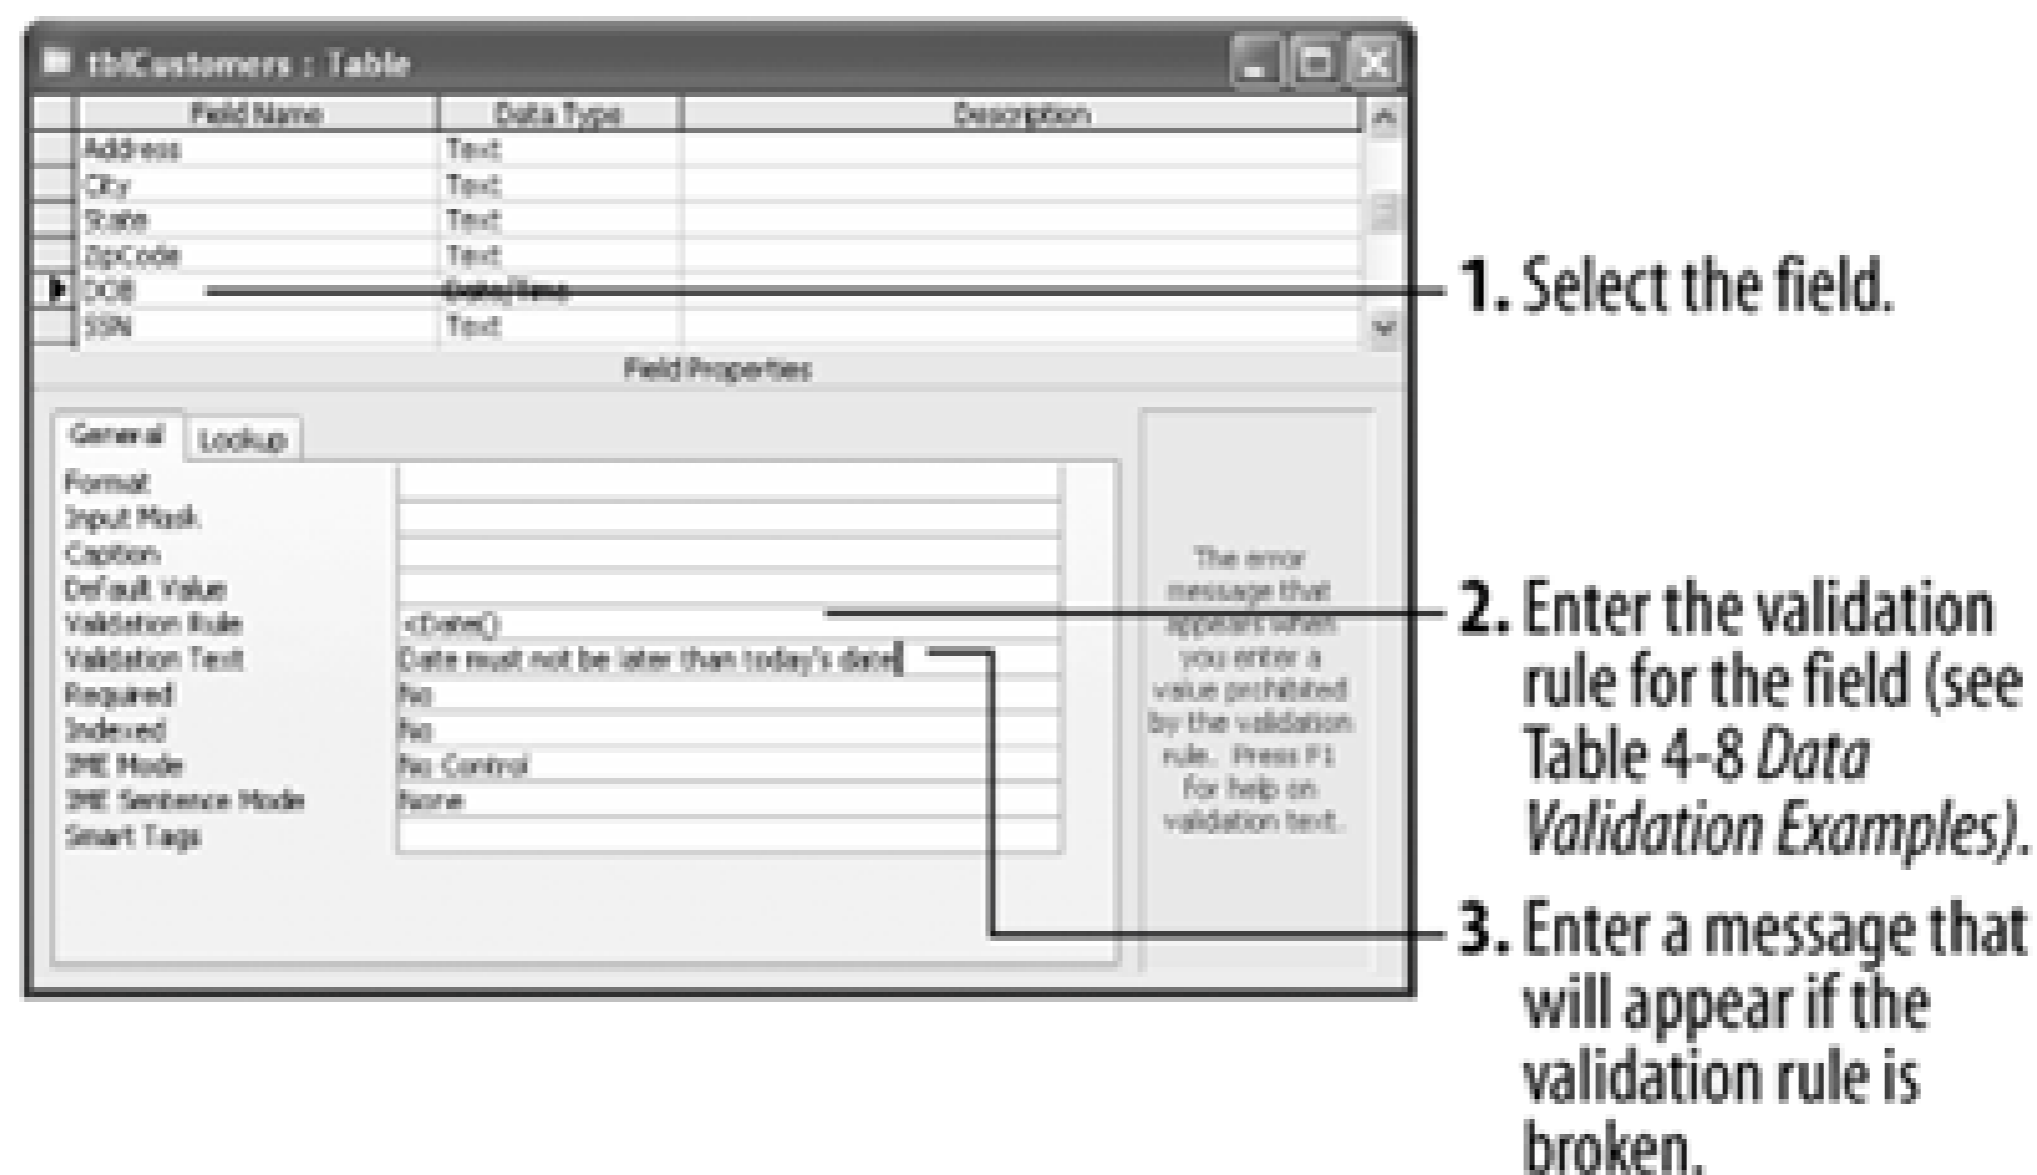 tblCustomers : Table
Field Name Data Type Description
Address Text
City Text
State Text
ZipCode Text
DOB Date/Time
SSN Text
Field Properties
General Lookup
Format
Input Mask
Caption
Default Value
Validation Rule <Date()
Validation Text Date must not be later than today's date
Required No
Indexed No
IME Mode No Control
IME Sentence Mode None
Smart Tags
The error
message that
appears when
you enter a
value prohibited
by the validation
rule. Press F1
for help on
validation text.
1. Select the field.
2. Enter the validation
rule for the field (see
Table 4-8 Data
Validation Examples).
3. Enter a message that
will appear if the
validation rule is
broken.